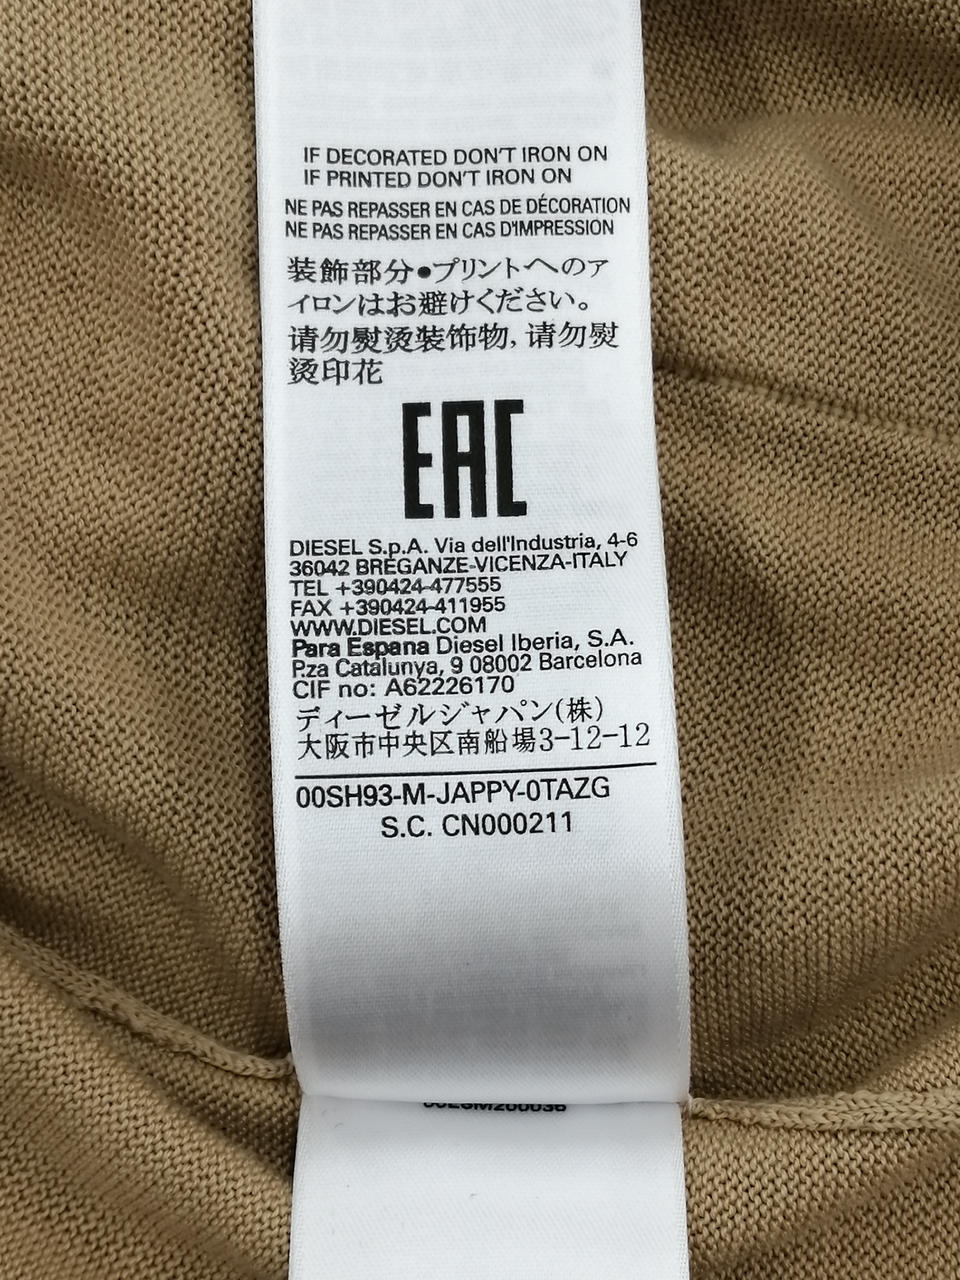 IF DECORATED DON'T IRON ON
IF PRINTED DON'T IRON ON
NE PAS REPASSER EN CAS DE DÉCORATION
NE PAS REPASSER EN CAS D'IMPRESSION
装飾部分●プリントへのア
イロンはお避けください。
请勿熨烫装饰物, 请勿熨
烫印花
EAC
DIESEL S.p.A. Via dell'Industria, 4-6
36042 BREGANZE-VICENZA-ITALY
TEL +390424-477555
FAX +390424-411955
WWW.DIESEL.COM
Para Espana Diesel Iberia, S.A.
P.za Catalunya, 9 08002 Barcelona
CIF no: A62226170
ディーゼルジャパン(株)
大阪市中央区南船場3-12-12
00SH93-M-JAPPY-0TAZG
S.C. CN000211